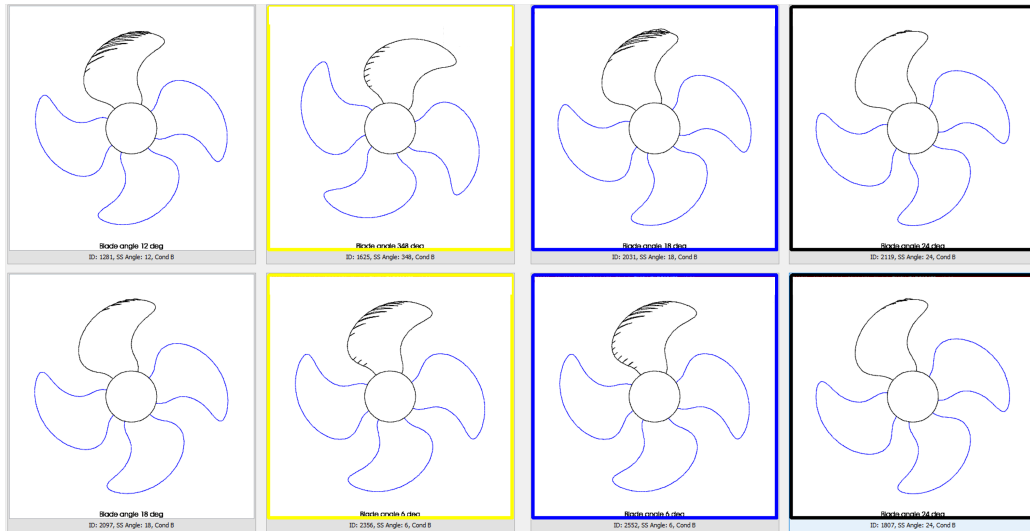 Blade angle 12 deg
ID: 1281, SS Angle: 12, Cond B
Blade angle 348 deg
ID: 1625, SS Angle: 348, Cond B
Blade angle 18 deg
ID: 2031, SS Angle: 18, Cond B
Blade angle 24 deg
ID: 2119, SS Angle: 24, Cond B
Blade angle 18 deg
ID: 2097, SS Angle: 18, Cond B
Blade angle 6 deg
ID: 2356, SS Angle: 6, Cond B
Blade angle 6 deg
ID: 2552, SS Angle: 6, Cond B
Blade angle 24 deg
ID: 1807, SS Angle: 24, Cond B